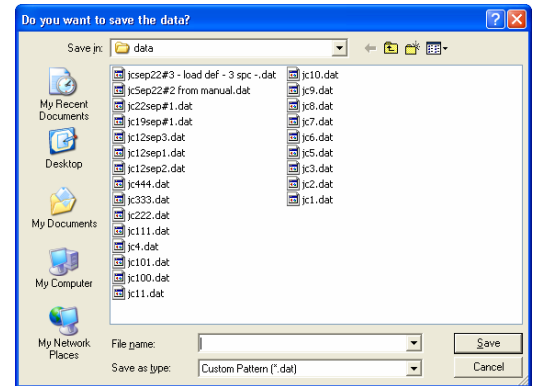 Do you want to save the data?
Save in: data
My Recent Documents
Desktop
My Documents
My Computer
My Network Places
jcsep22#3 - load def - 3 spc -.dat
jcSep22#2 from manual.dat
jc22sep#1.dat
jc19sep#1.dat
jc12sep3.dat
jc12sep1.dat
jc12sep2.dat
jc444.dat
jc333.dat
jc222.dat
jc111.dat
jc4.dat
jc101.dat
jc100.dat
jc11.dat
jc10.dat
jc9.dat
jc8.dat
jc7.dat
jc6.dat
jc5.dat
jc3.dat
jc2.dat
jc1.dat
File name:
Save
Save as type: Custom Pattern (*.dat)
Cancel